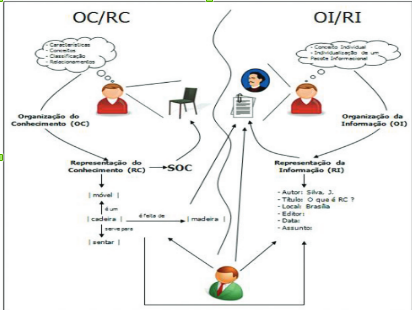 OC/RC
OI/RI
- Características
- Conceitos
- Classificação
- Relacionamentos
- Conceito Individual
- Individualização de um
Pacote Informacional
Organização do
Conhecimento (OC)
Organização da
Informação (OI)
Representação do
Conhecimento (RC)
SOC
Representação da
Informação (RI)
| móvel |
é um
| cadeira |
é feita de
| madeira |
serve para
| sentar |
- Autor: Silva, J.
- Título: O que é RC ?
- Local: Brasília
- Editor:
- Data:
- Assunto: